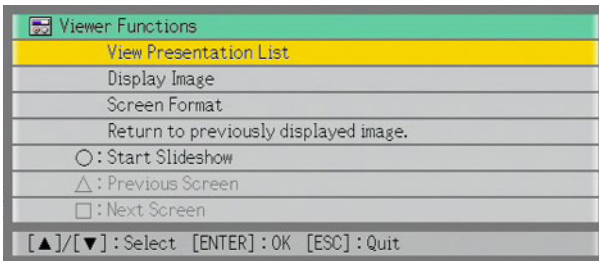 Viewer Functions
View Presentation List
Display Image
Screen Format
Return to previously displayed image.
○:Start Slideshow
△:Previous Screen
□:Next Screen
[▲]/[▼]:Select [ENTER]:OK [ESC]:Quit